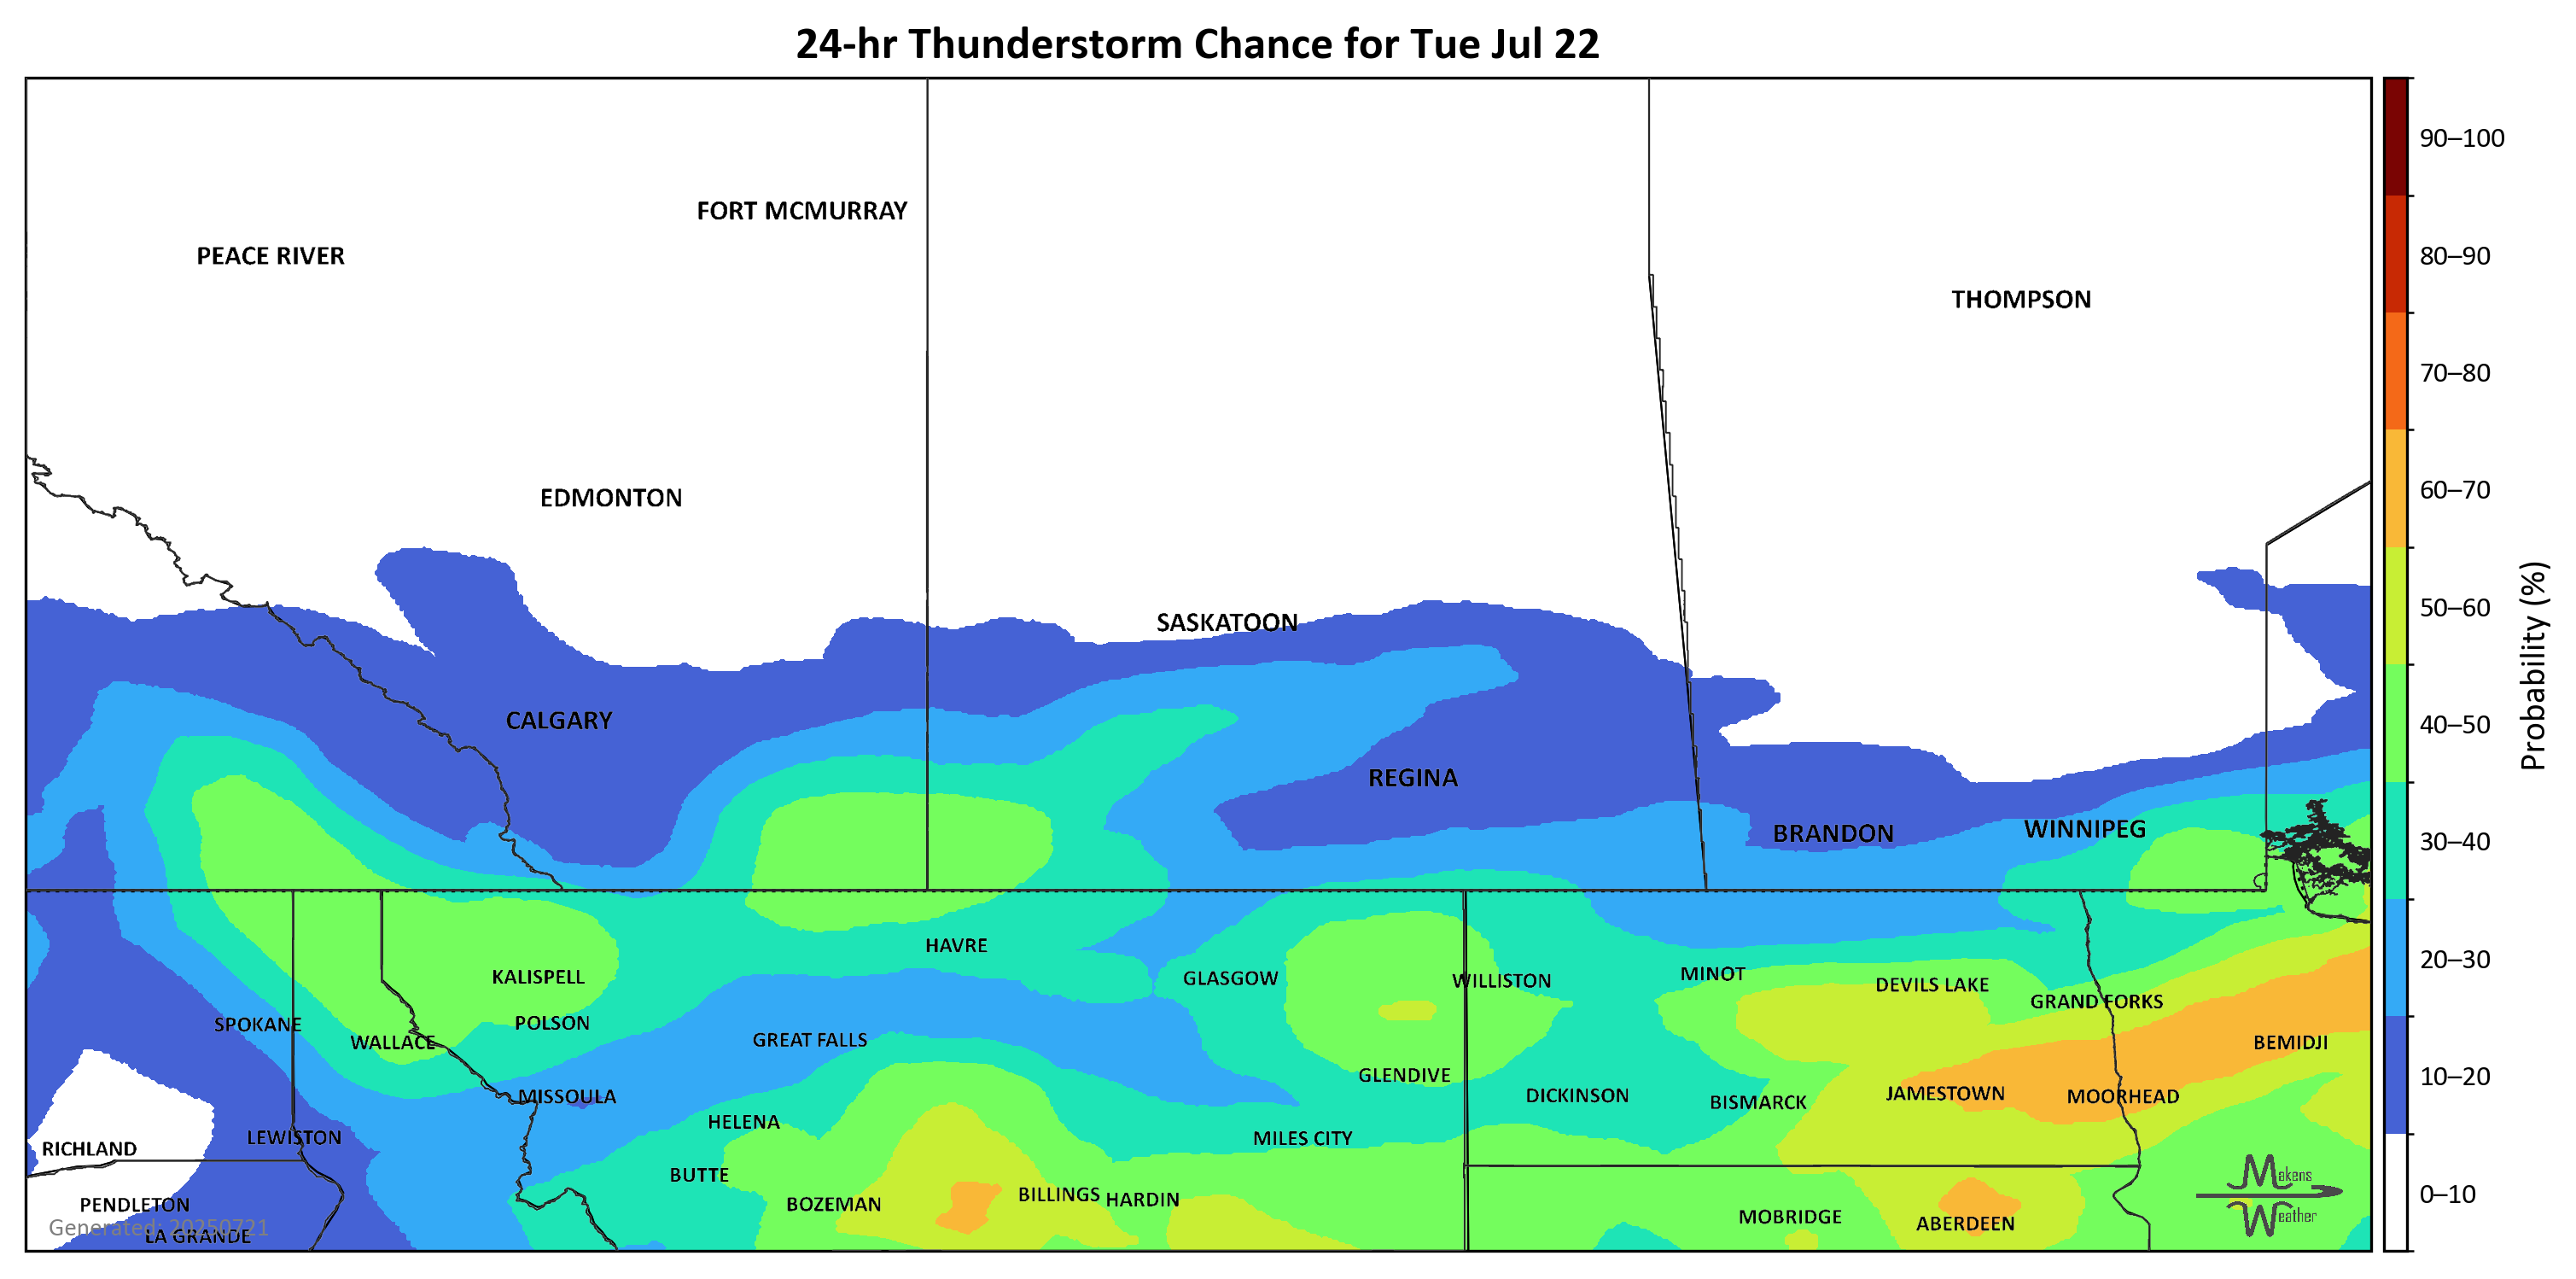 24-hr Thunderstorm Chance for Tue Jul 22
90–100
FORT MCMURRAY
PEACE RIVER
80–90
THOMPSON
70–80
EDMONTON
60–70
SASKATOON
50–60
Probability (%)
CALGARY
40–50
REGINA
WINNIPEG
BRANDON
30–40
HAVRE
20–30
KALISPELL
GLASGOW
WILLISTON
MINOT
DEVILS LAKE
GRAND FORKS
SPOKANE
POLSON
WALLACE
GREAT FALLS
BEMIDJI
GLENDIVE
10–20
MISSOULA
DICKINSON
BISMARCK
JAMESTOWN
MOORHEAD
HELENA
LEWISTON
MILES CITY
RICHLAND
BUTTE
Makens
Weather
0–10
BILLINGS
HARDIN
PENDLETON
BOZEMAN
MOBRIDGE
ABERDEEN
Generated: 20250721
LA GRANDE